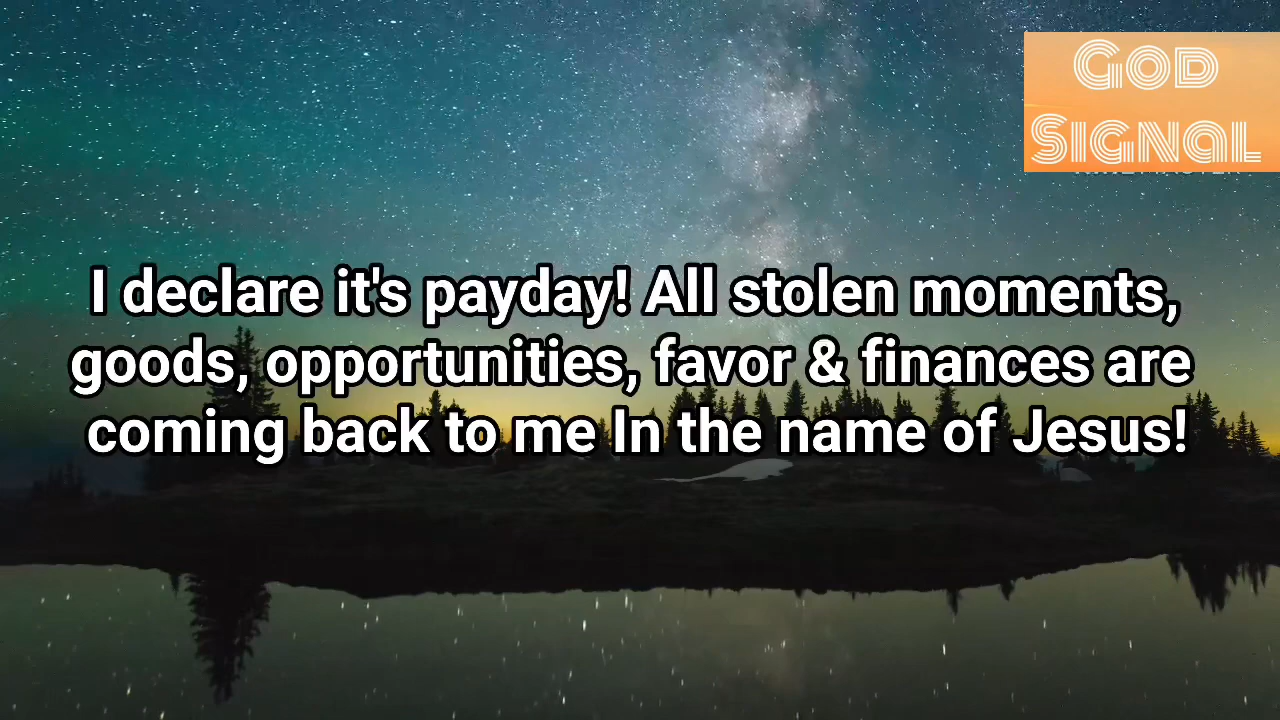 God
Signal
I declare it's payday! All stolen moments,
goods, opportunities, favor & finances are
coming back to me In the name of Jesus!